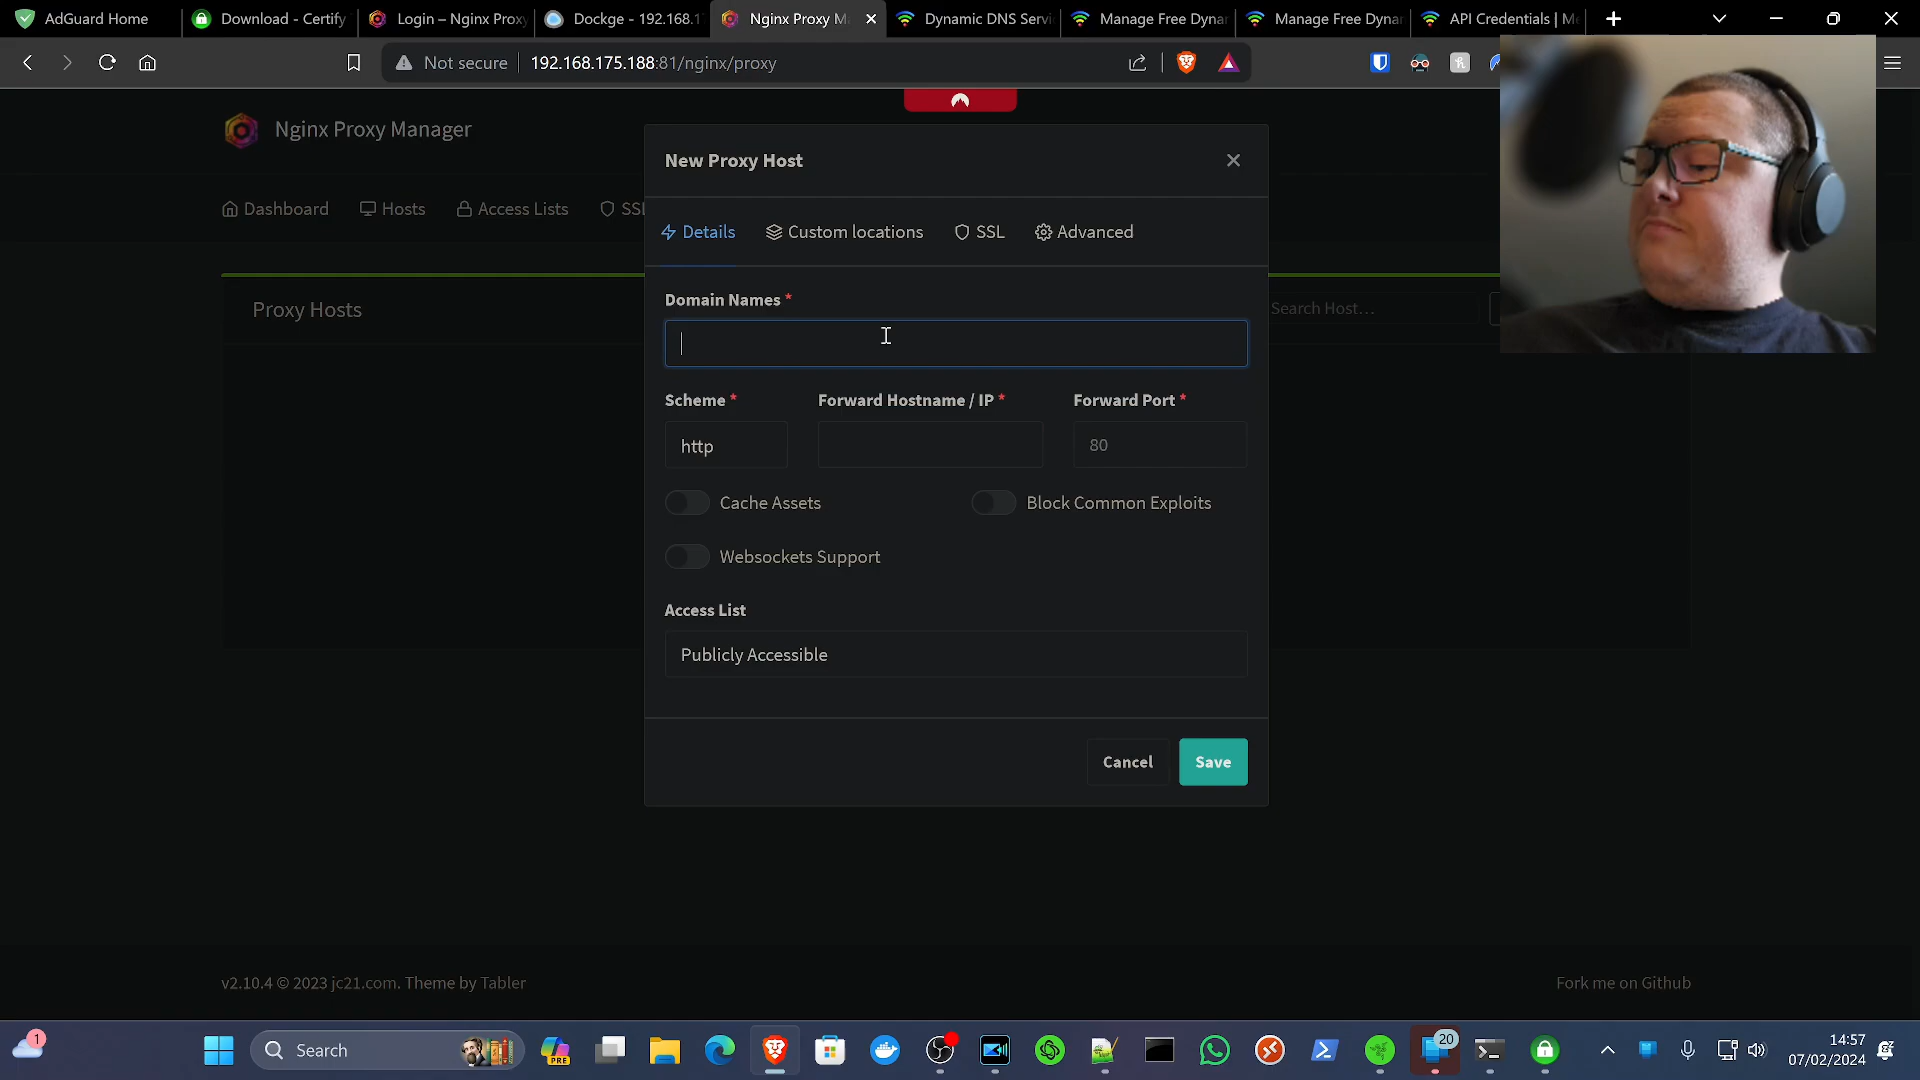 AdGuard Home
Download - Certify
Login – Nginx Proxy
Dockge - 192.168.1
Nginx Proxy M
Dynamic DNS Servi
Manage Free Dynar
Manage Free Dynar
API Credentials | M
Not secure
192.168.175.188:81/nginx/proxy
Nginx Proxy Manager
New Proxy Host
Dashboard
Hosts
Access Lists
SSL
Details
Custom locations
SSL
Advanced
Domain Names *
Proxy Hosts
Search Host…
Scheme *
Forward Hostname / IP *
Forward Port *
http
80
Cache Assets
Block Common Exploits
Websockets Support
Access List
Publicly Accessible
Cancel
Save
v2.10.4 © 2023 jc21.com. Theme by Tabler
Fork me on Github
1
Search
PRE
20
14:57
07/02/2024